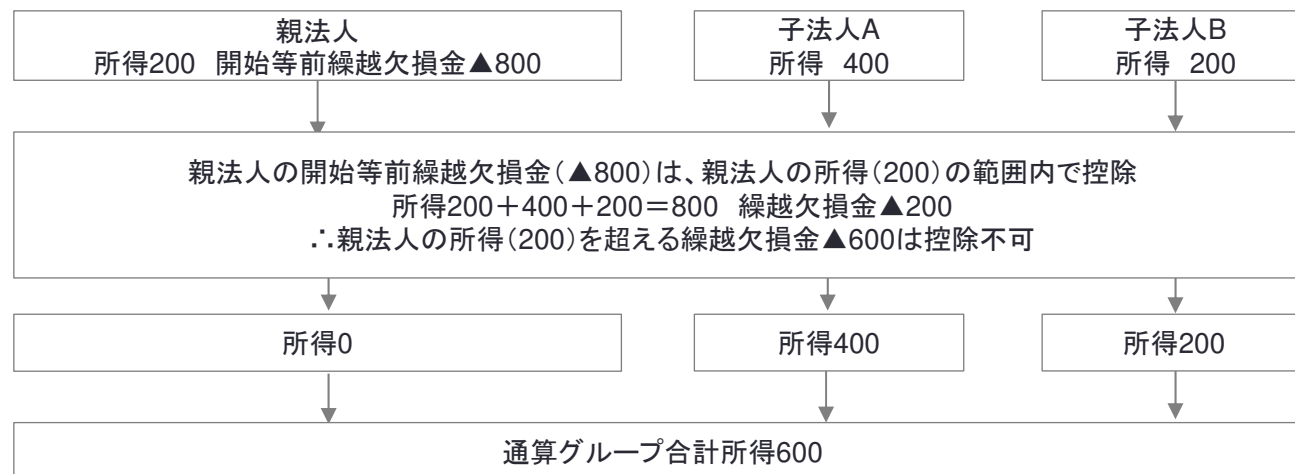 親法人
所得200 開始等前繰越欠損金▲800
子法人A
所得 400
子法人B
所得 200
親法人の開始等前繰越欠損金(▲800)は、親法人の所得(200)の範囲内で控除
所得200+400+200=800 繰越欠損金▲200
∴親法人の所得(200)を超える繰越欠損金▲600は控除不可
所得0
所得400
所得200
通算グループ合計所得600